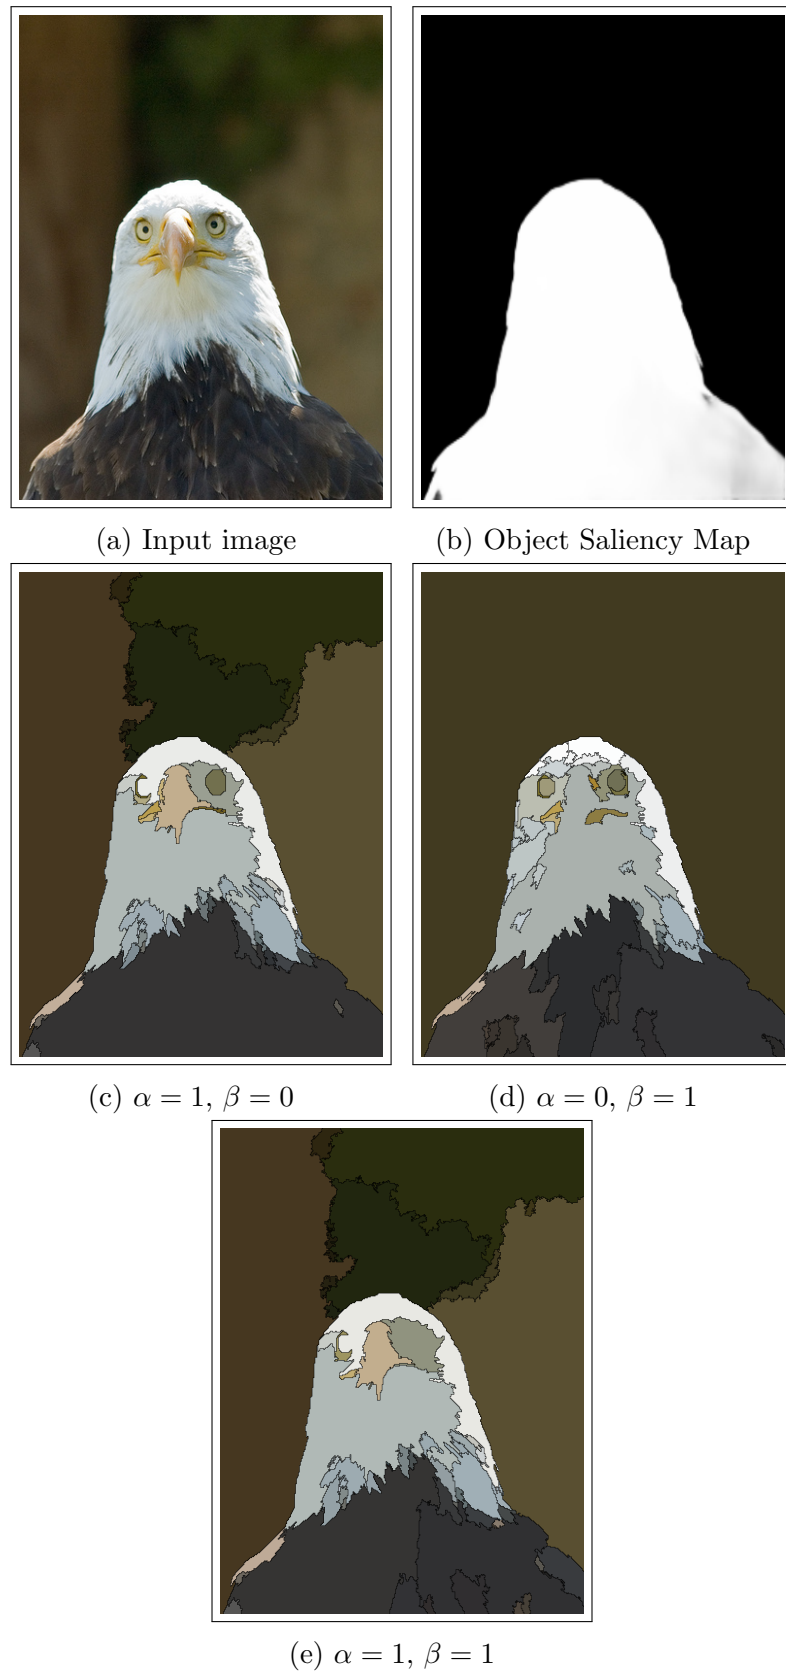 (a) Input image
(b) Object Saliency Map
(c) α = 1, β = 0
(d) α = 0, β = 1
(e) α = 1, β = 1